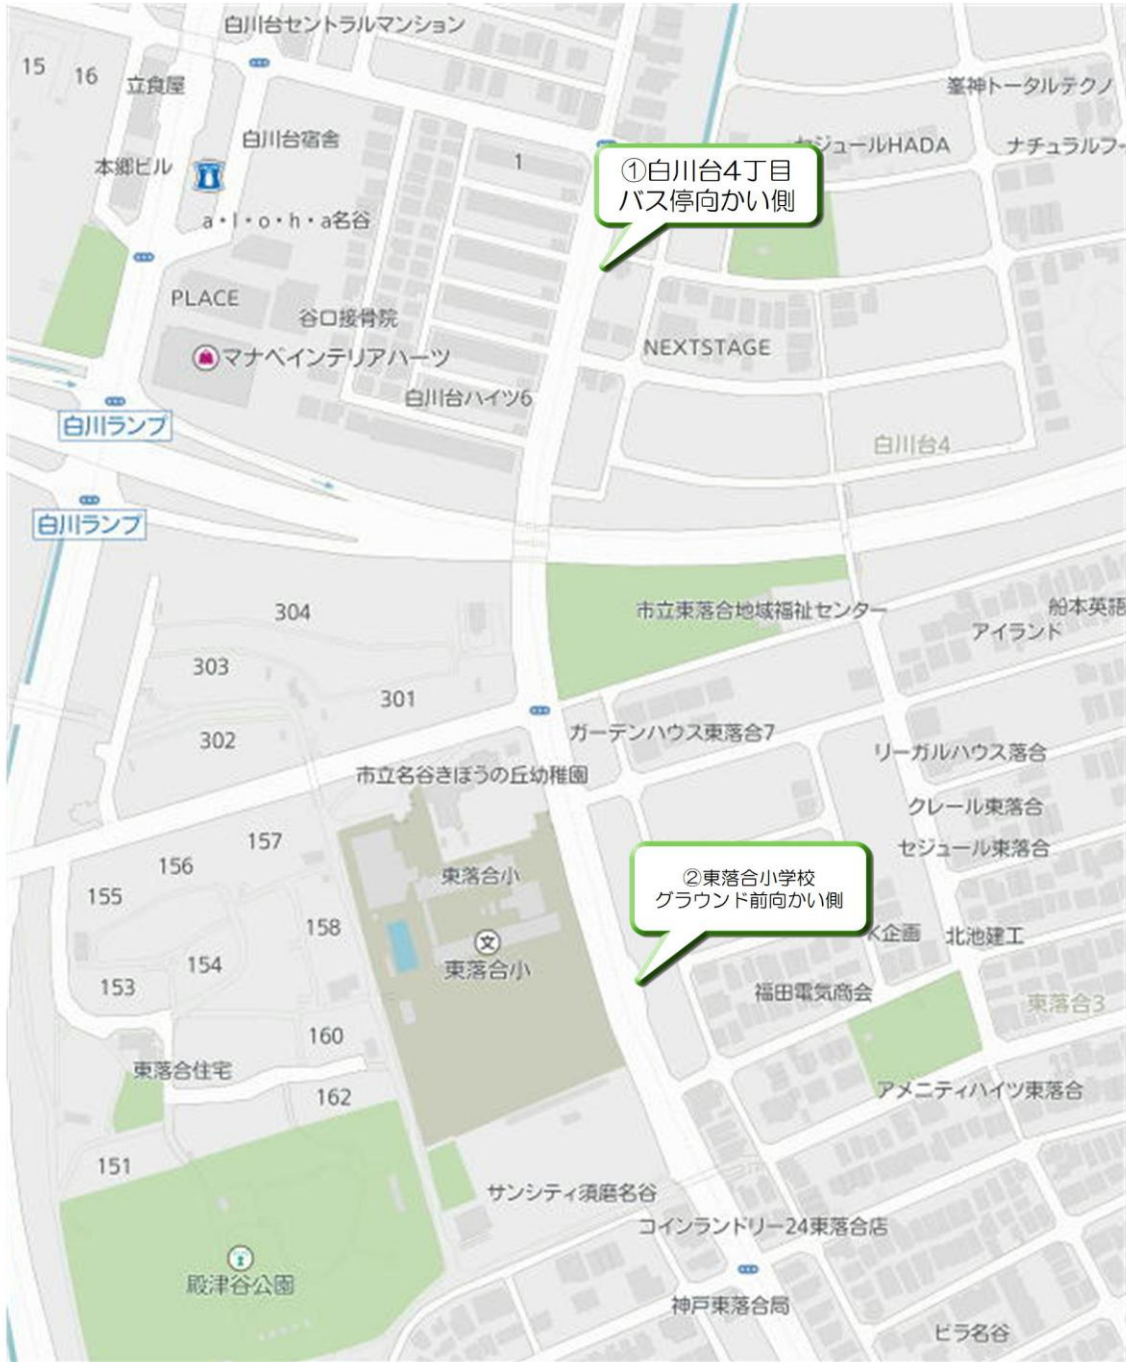 白川台セントラルマンション
15
16
立食屋
峯神トータルテクノ
白川台宿舎
セジュールHADA
ナチュラルフー
本郷ビル
1
①白川台4丁目
バス停向かい側
a・l・o・h・a名谷
PLACE
谷口接骨院
マナベインテリアハーツ
NEXTSTAGE
白川台ハイツ6
白川ランプ
白川台4
白川ランプ
304
市立東落合地域福祉センター
船本英語
アイランド
303
301
302
ガーデンハウス東落合7
リーガルハウス落合
市立名谷きぼうの丘幼稚園
クレール東落合
157
セジュール東落合
156
155
東落合小
②東落合小学校
グラウンド前向かい側
158
K企画
北池建工
文
東落合小
154
153
福田電気商会
東落合3
160
東落合住宅
162
アメニティハイツ東落合
151
サンシティ須磨名谷
コインランドリー24東落合店
殿津谷公園
神戸東落合局
ビラ名谷